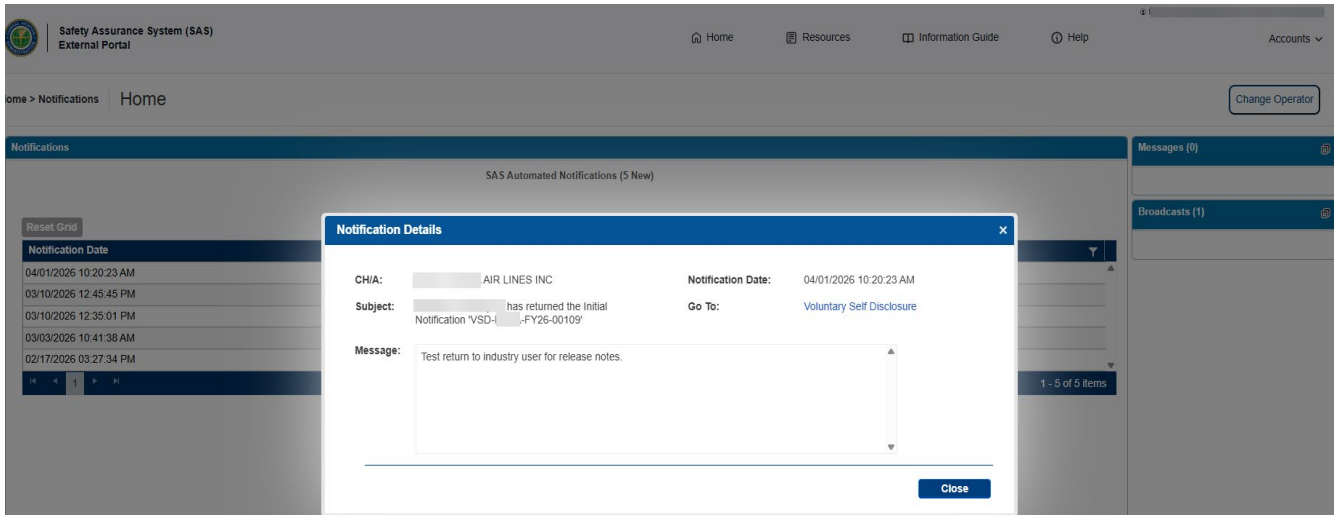 Safety Assurance System (SAS)
External Portal
Home
Resources
Information Guide
Help
Accounts
ome > Notifications
Home
Change Operator
Notifications
Messages (0)
SAS Automated Notifications (5 New)
Broadcasts (1)
Reset Grid
Notification Date
04/01/2026 10:20:23 AM
03/10/2026 12:45:45 PM
03/10/2026 12:35:01 PM
03/03/2026 10:41:38 AM
02/17/2026 03:27:34 PM
1
1 - 5 of 5 items
Notification Details
×
CH/A: AIR LINES INC
Notification Date: 04/01/2026 10:20:23 AM
Subject: has returned the Initial
Notification 'VSD- -FY26-00109'
Go To: Voluntary Self Disclosure
Message: Test return to industry user for release notes.
Close